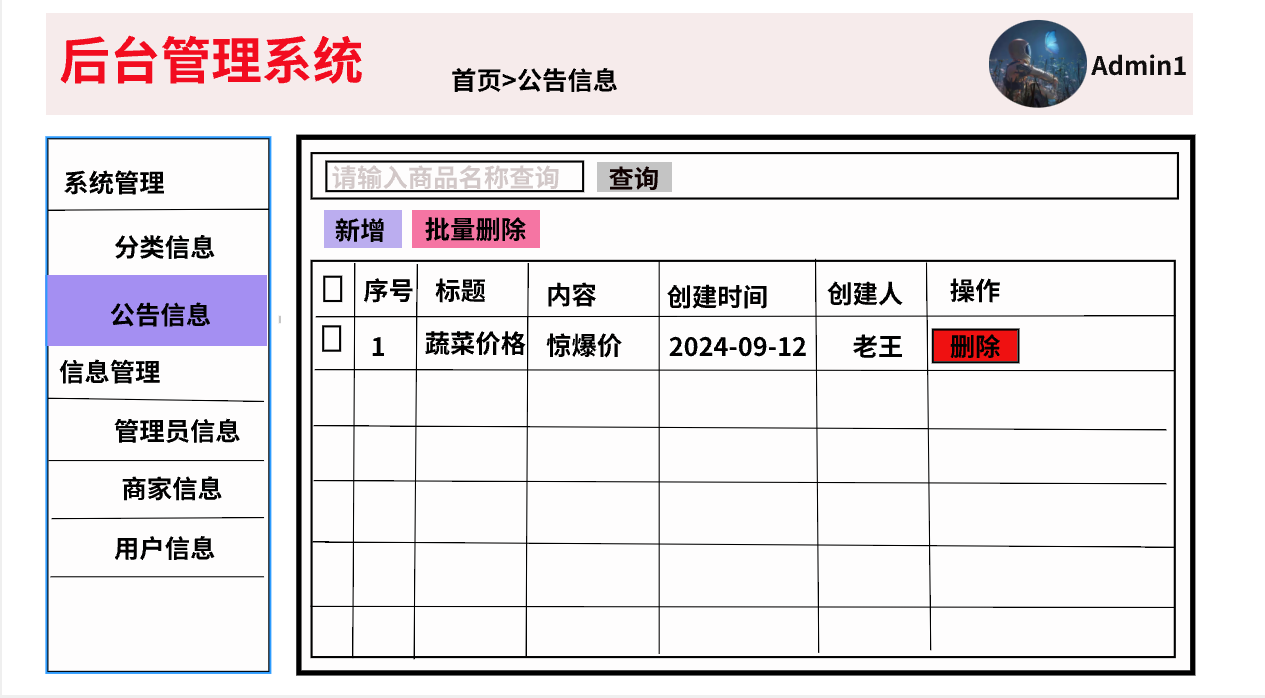 后台管理系统
首页>公告信息
Admin1
系统管理
分类信息
公告信息
信息管理
管理员信息
商家信息
用户信息
请输入商品名称查询 查询
新增 批量删除
序号 标题 内容 创建时间 创建人 操作
1 蔬菜价格 惊爆价 2024-09-12 老王 删除